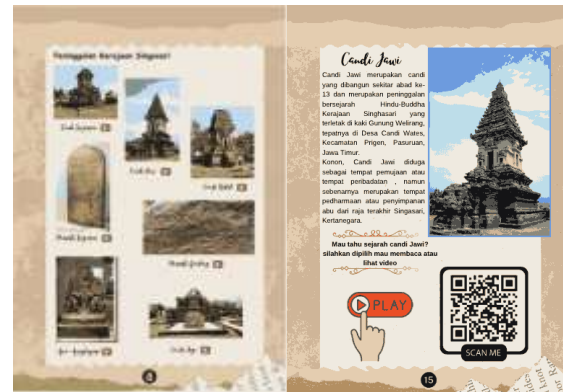 Peninggalan Kerajaan Singasari
8
Candi Jawi
Candi Jawi merupakan candi
yang dibangun sekitar abad ke-
13 dan merupakan peninggalan
bersejarah Hindu-Buddha
Kerajaan Singhasari yang
terletak di kaki Gunung Welirang,
tepatnya di Desa Candi Wates,
Kecamatan Prigen, Pasuruan,
Jawa Timur.
Konon, Candi Jawi diduga
sebagai tempat pemujaan atau
tempat peribadatan , namun
sebenarnya merupakan tempat
pedharmaan atau penyimpanan
abu dari raja terakhir Singasari,
Kertanegara.
Mau tahu sejarah candi Jawi?
silahkan dipilih mau membaca atau
lihat video
PLAY
SCAN ME
15